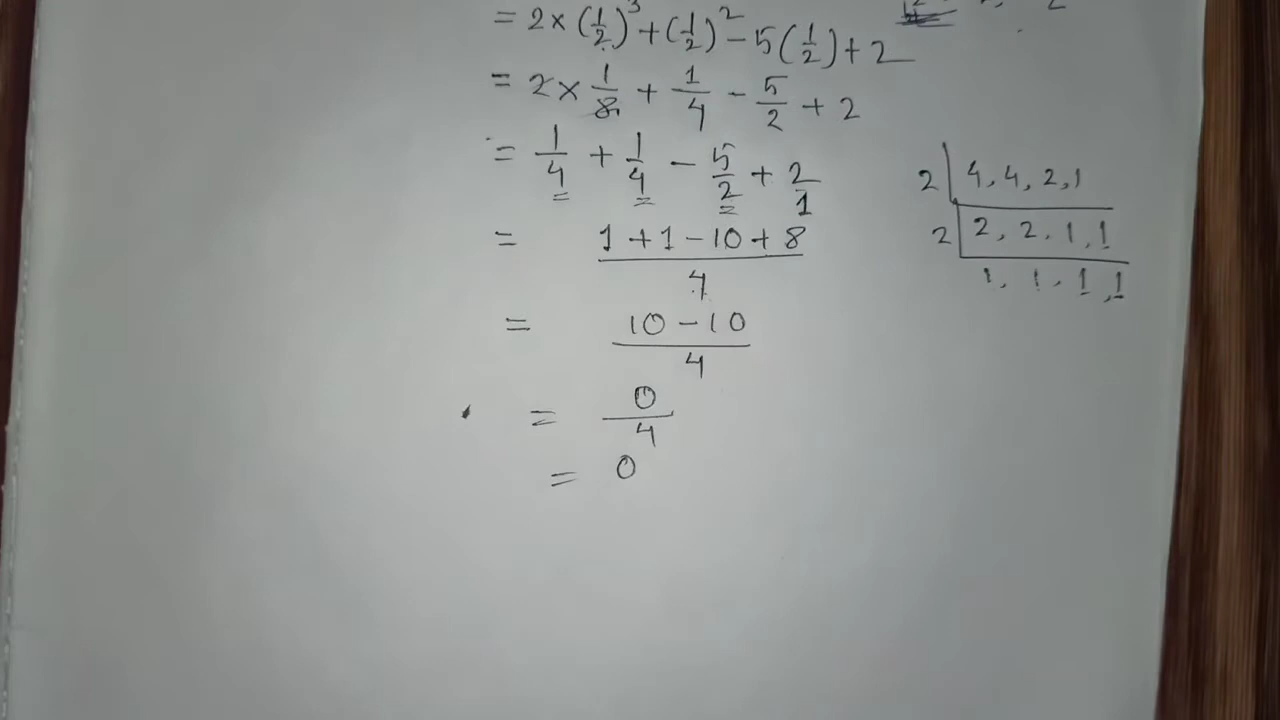 = 2 × (1/2)³ + (1/2)² − 5(1/2) + 2
= 2 × 1/8 + 1/4 − 5/2 + 2
= 1/4 + 1/4 − 5/2 + 2/1
= (1 + 1 − 10 + 8)/4
= (10 − 10)/4
= 0/4
= 0
2 | 4, 4, 2, 1
2 | 2, 2, 1, 1
1, 1, 1, 1